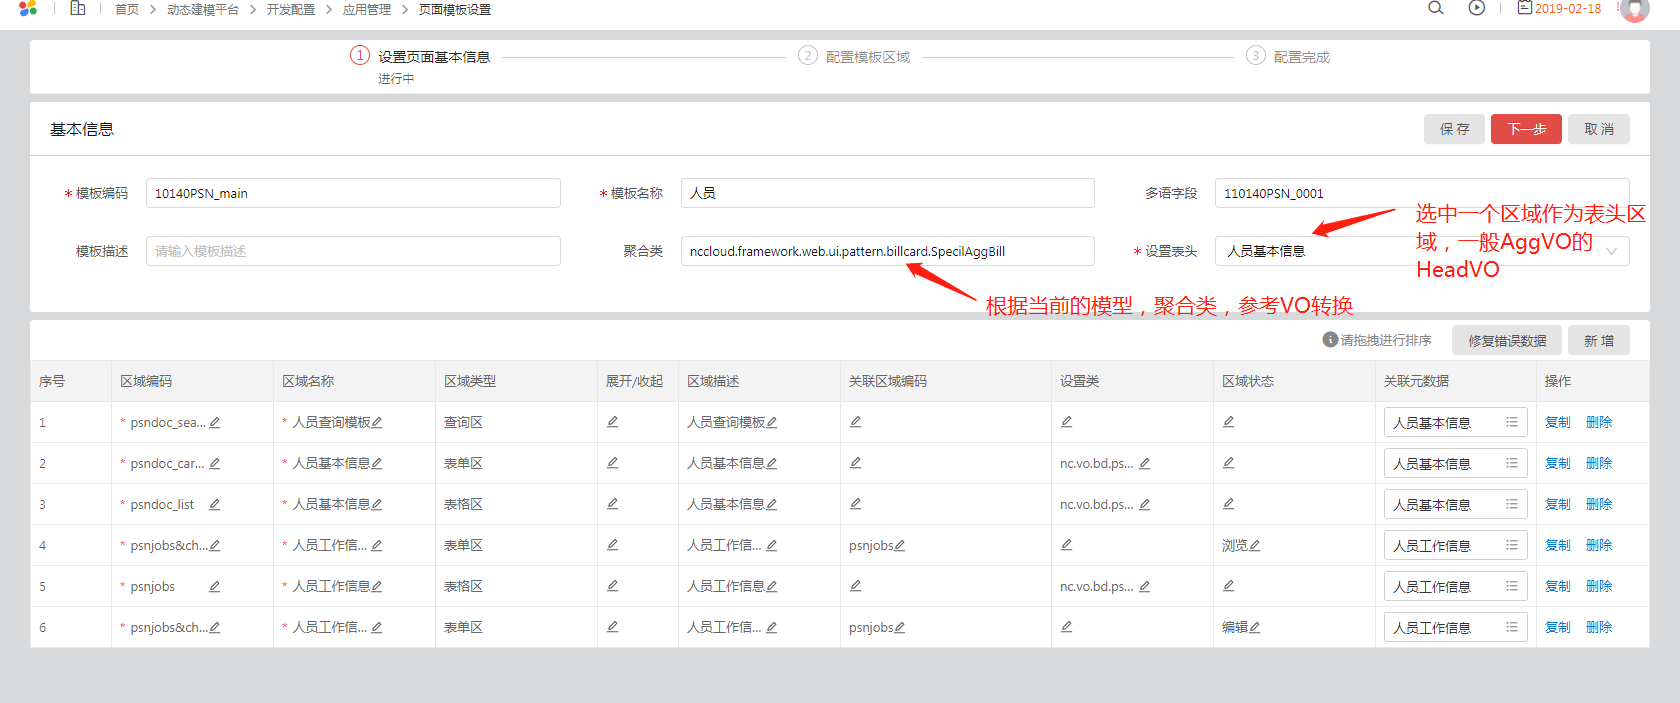 首页 > 动态建模平台 > 开发配置 > 应用管理 > 页面模板设置
2019-02-18
1 设置页面基本信息
进行中
2 配置模板区域
3 配置完成
基本信息
保 存
下一步
取 消
* 模板编码 10140PSN_main
* 模板名称 人员
多语字段 110140PSN_0001
模板描述 请输入模板描述
聚合类 nccloud.framework.web.ui.pattern.billcard.SpecilAggBill
* 设置表头 人员基本信息
选中一个区域作为表头区
域，一般AggVO的
HeadVO
根据当前的模型，聚合类，参考VO转换
请拖拽进行排序
修复错误数据
新 增
序号 区域编码 区域名称 区域类型 展开/收起 区域描述 关联区域编码 设置类 区域状态 关联元数据 操作
1 * psndoc_sea... * 人员查询模板 查询区 人员查询模板 人员基本信息 复制 删除
2 * psndoc_car... * 人员基本信息 表单区 人员基本信息 nc.vo.bd.ps... 人员基本信息 复制 删除
3 * psndoc_list * 人员基本信息 表格区 人员基本信息 nc.vo.bd.ps... 人员基本信息 复制 删除
4 * psnjobs&ch... * 人员工作信... 表单区 人员工作信... psnjobs 浏览 人员工作信息 复制 删除
5 * psnjobs * 人员工作信息 表格区 人员工作信息 nc.vo.bd.ps... 人员工作信息 复制 删除
6 * psnjobs&ch... * 人员工作信... 表单区 人员工作信... psnjobs 编辑 人员工作信息 复制 删除